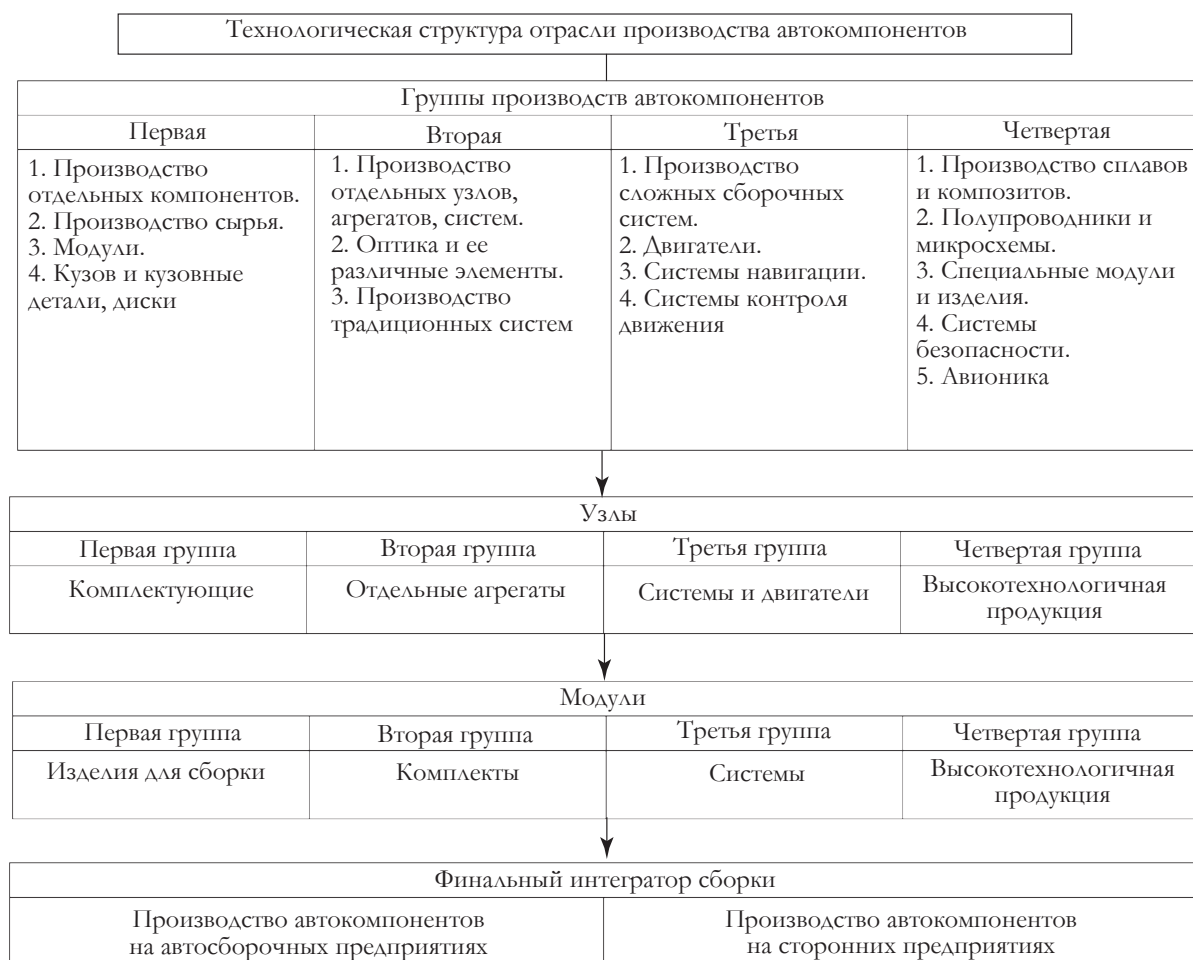 Технологическая структура отрасли производства автокомпонентов
Группы производств автокомпонентов
Первая
1. Производство
отдельных компонентов.
2. Производство сырья.
3. Модули.
4. Кузов и кузовные
детали, диски
Вторая
1. Производство
отдельных узлов,
агрегатов, систем.
2. Оптика и ее
различные элементы.
3. Производство
традиционных систем
Третья
1. Производство
сложных сборочных
систем.
2. Двигатели.
3. Системы навигации.
4. Системы контроля
движения
Четвертая
1. Производство сплавов
и композитов.
2. Полупроводники и
микросхемы.
3. Специальные модули
и изделия.
4. Системы
безопасности.
5. Авионика
Узлы
Первая группа
Комплектующие
Вторая группа
Отдельные агрегаты
Третья группа
Системы и двигатели
Четвертая группа
Высокотехнологичная
продукция
Модули
Первая группа
Изделия для сборки
Вторая группа
Комплекты
Третья группа
Системы
Четвертая группа
Высокотехнологичная
продукция
Финальный интегратор сборки
Производство автокомпонентов
на автосборочных предприятиях
Производство автокомпонентов
на сторонних предприятиях